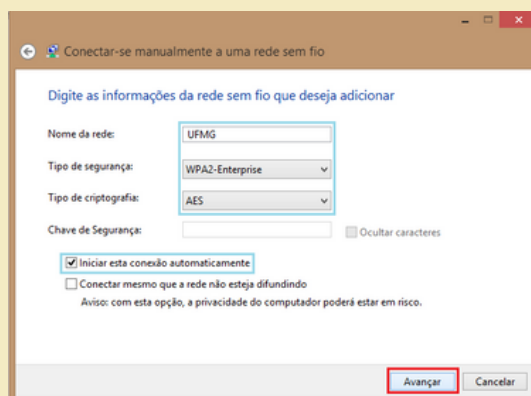 Conectar-se manualmente a uma rede sem fio
Digite as informações da rede sem fio que deseja adicionar
Nome da rede: UFMG
Tipo de segurança: WPA2-Enterprise
Tipo de criptografia: AES
Chave de Segurança: Ocultar caracteres
Iniciar esta conexão automaticamente
Conectar mesmo que a rede não esteja difundindo
Aviso: com esta opção, a privacidade do computador poderá estar em risco.
Avançar Cancelar